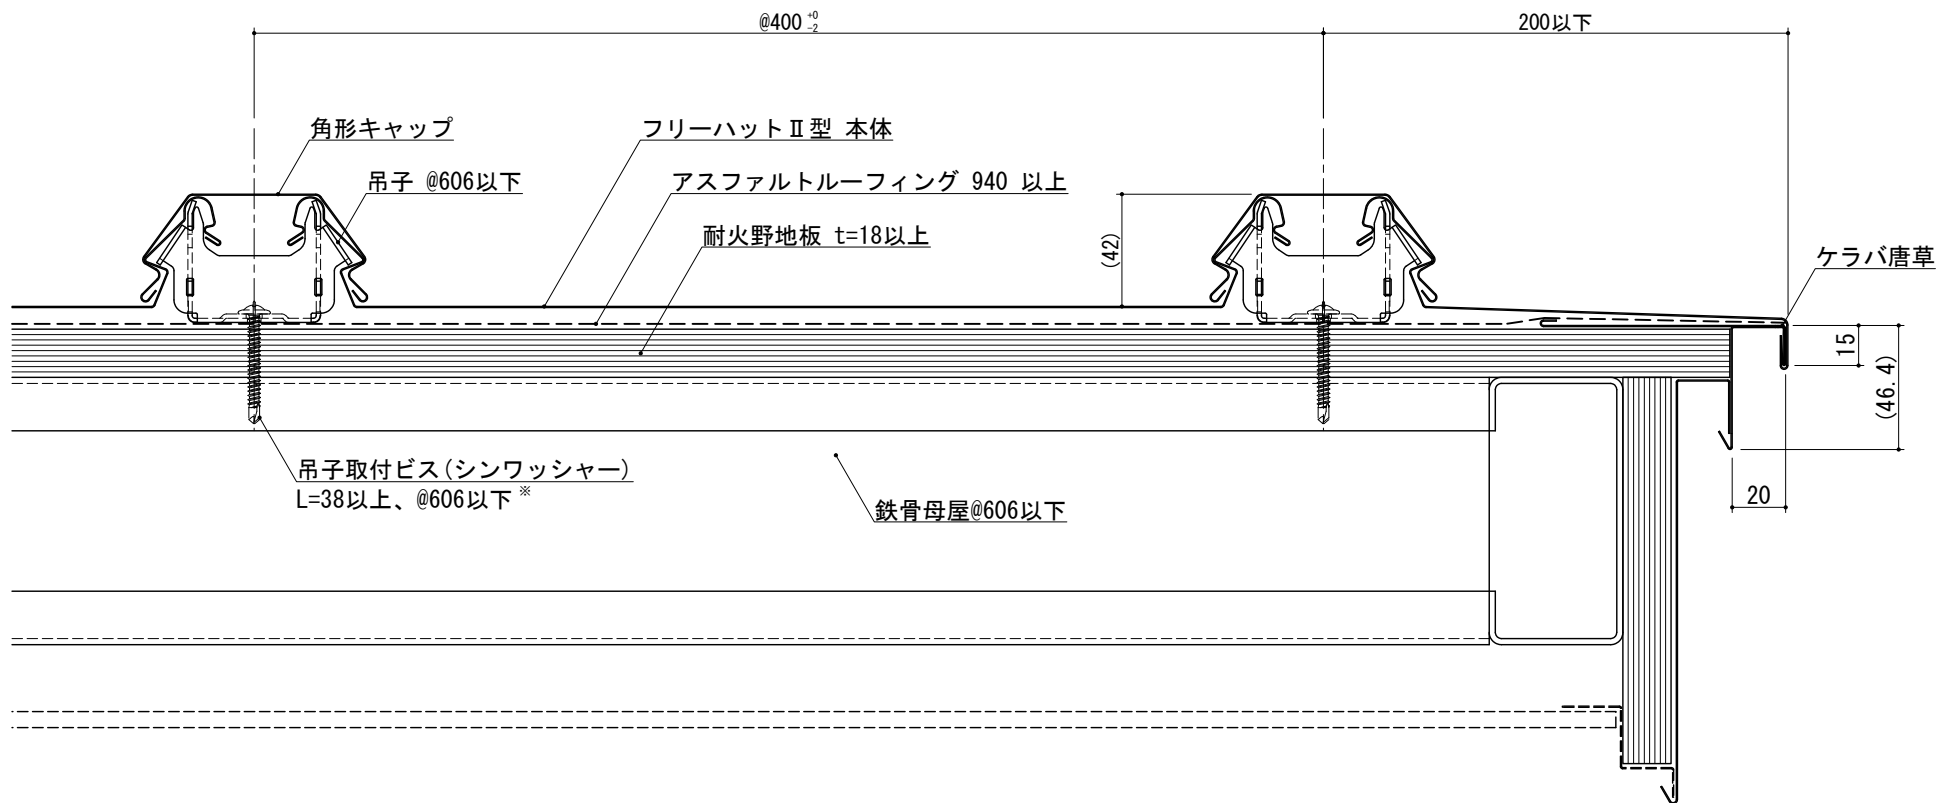 @400 +0 -2
200以下
角形キャップ
フリーハットⅡ型 本体
吊子 @606以下
アスファルトルーフィング 940 以上
耐火野地板 t=18以上
(42)
ケラバ唐草
15
(46.4)
吊子取付ビス(シンワッシャー)
L=38以上、@606以下 ※
鉄骨母屋@606以下
20